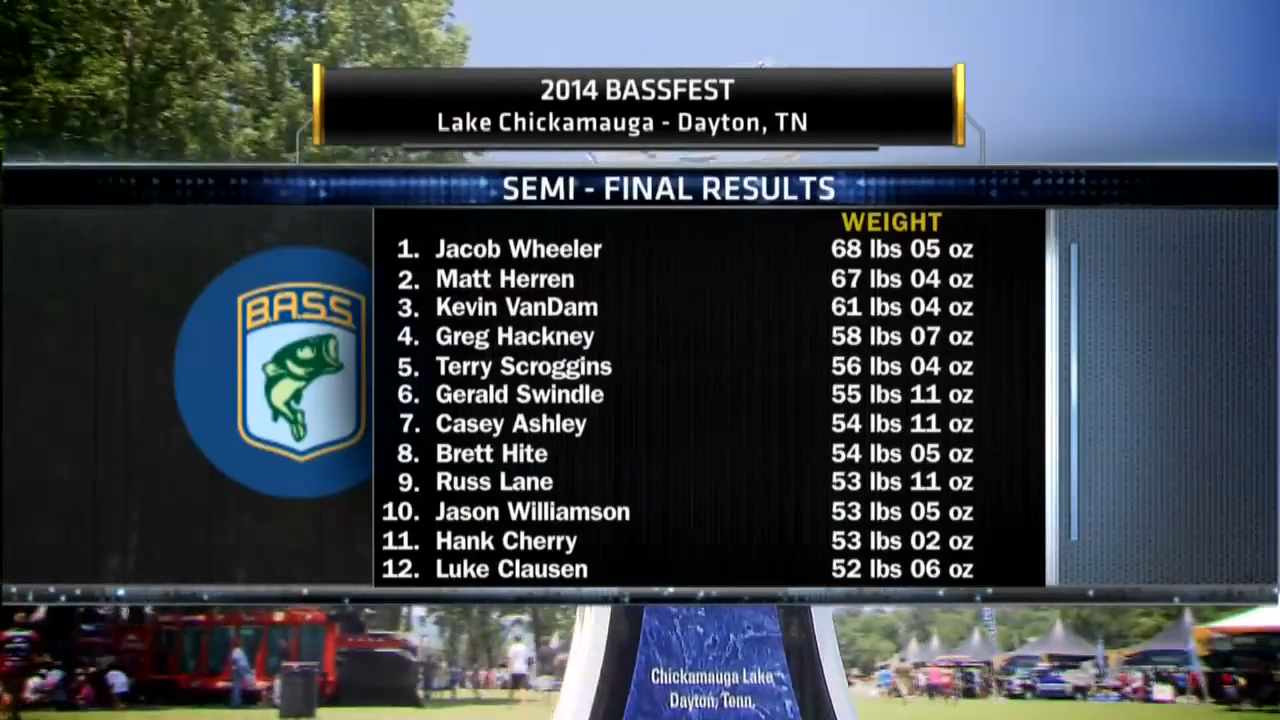 2014 BASSFEST
Lake Chickamauga - Dayton, TN
SEMI - FINAL RESULTS
WEIGHT
1. Jacob Wheeler 68 lbs 05 oz
2. Matt Herren 67 lbs 04 oz
3. Kevin VanDam 61 lbs 04 oz
4. Greg Hackney 58 lbs 07 oz
5. Terry Scroggins 56 lbs 04 oz
6. Gerald Swindle 55 lbs 11 oz
7. Casey Ashley 54 lbs 11 oz
8. Brett Hite 54 lbs 05 oz
9. Russ Lane 53 lbs 11 oz
10. Jason Williamson 53 lbs 05 oz
11. Hank Cherry 53 lbs 02 oz
12. Luke Clausen 52 lbs 06 oz
B.A.S.S.
Chickamauga Lake
Dayton, Tenn.